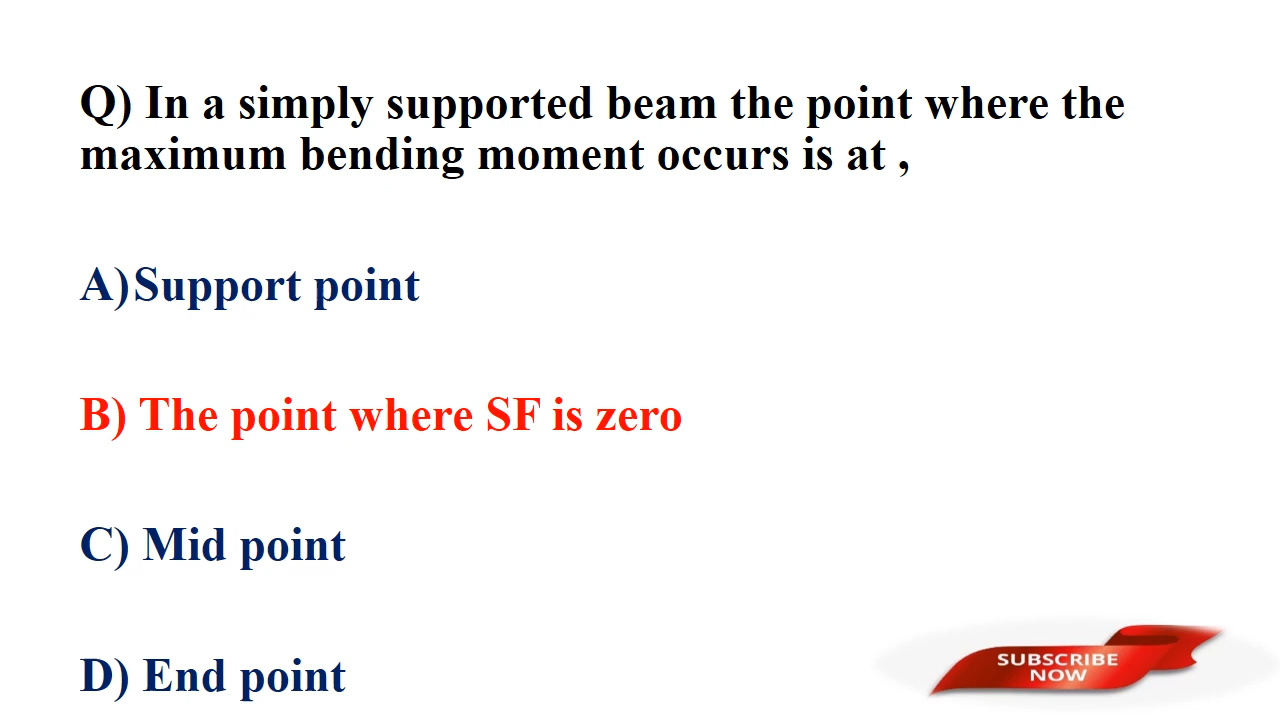 Q) In a simply supported beam the point where the
maximum bending moment occurs is at ,
A)Support point
B) The point where SF is zero
C) Mid point
D) End point
SUBSCRIBE
NOW